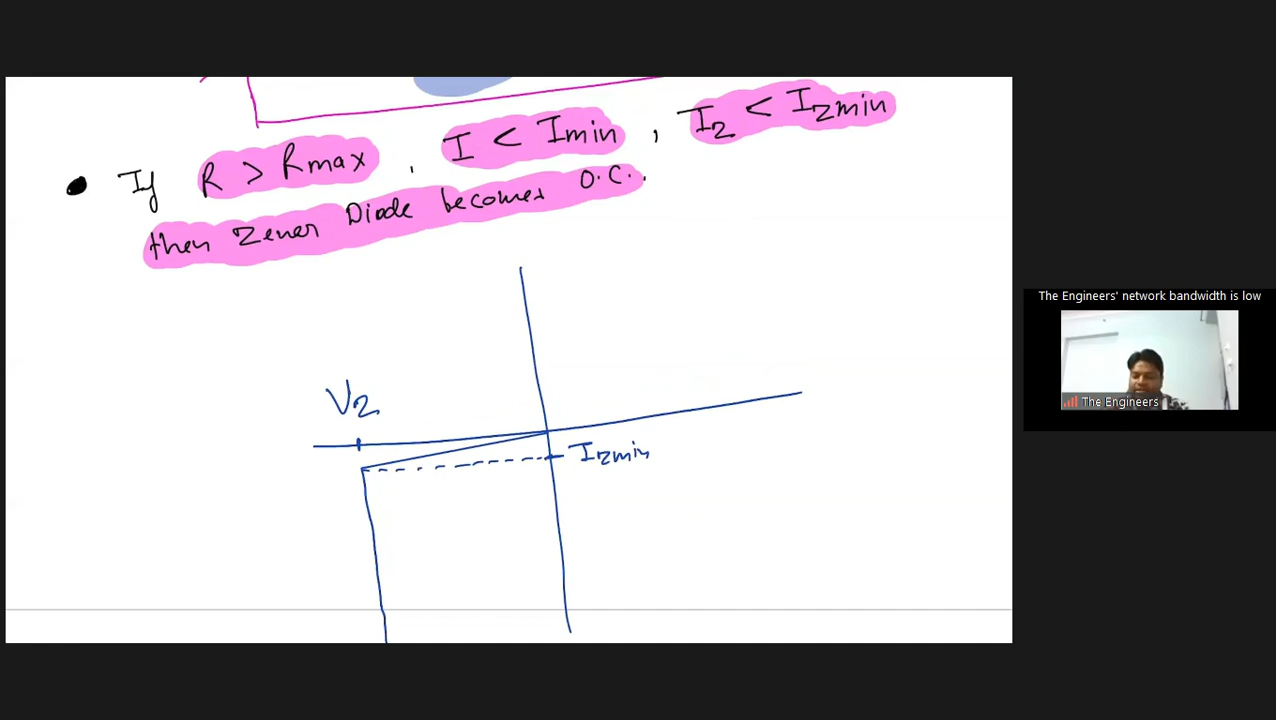 • If R > Rmax , I < Imin , Iz < Izmin
then Zener Diode becomes O.C.
Vz
Izmin
The Engineers' network bandwidth is low
The Engineers